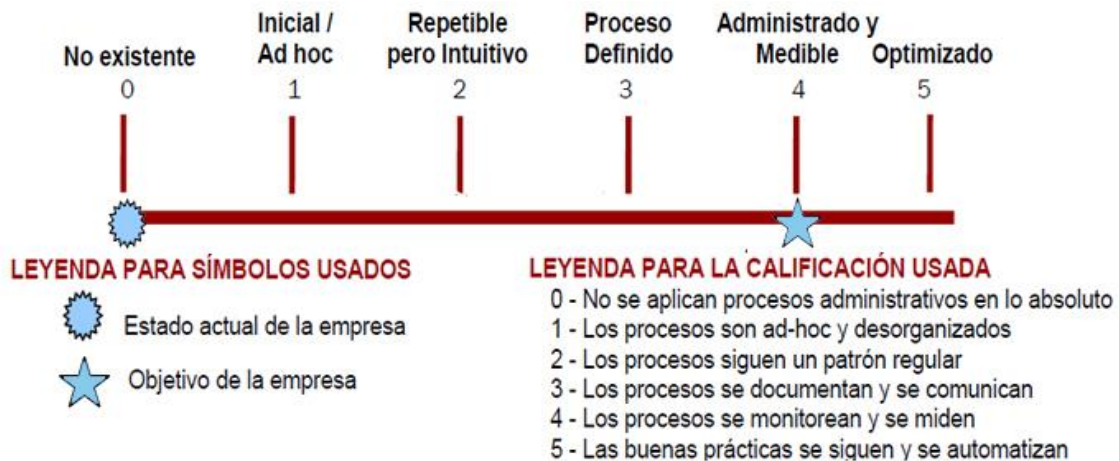 No existente
0
Inicial /
Ad hoc
1
Repetible
pero Intuitivo
2
Proceso
Definido
3
Administrado y
Medible
4
Optimizado
5
LEYENDA PARA SÍMBOLOS USADOS
Estado actual de la empresa
Objetivo de la empresa
LEYENDA PARA LA CALIFICACIÓN USADA
0 - No se aplican procesos administrativos en lo absoluto
1 - Los procesos son ad-hoc y desorganizados
2 - Los procesos siguen un patrón regular
3 - Los procesos se documentan y se comunican
4 - Los procesos se monitorean y se miden
5 - Las buenas prácticas se siguen y se automatizan